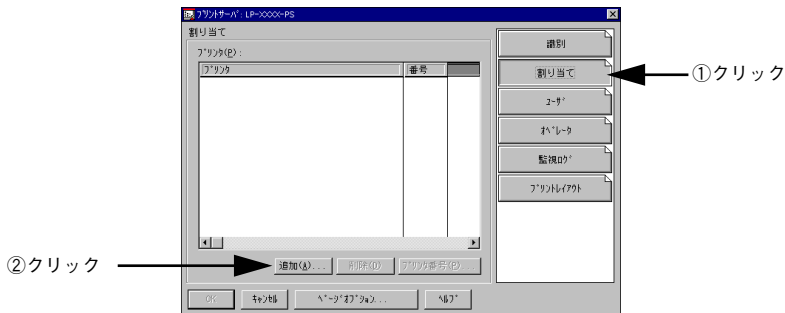 ﾌﾟﾘﾝﾄｻｰﾊﾞ: LP-XXXX-PS
割り当て
ﾌﾟﾘﾝﾀ(P):
ﾌﾟﾘﾝﾀ 番号
識別
割り当て
ﾕｰｻﾞ
ｵﾍﾟﾚｰﾀ
監視ﾛｸﾞ
ﾌﾟﾘﾝﾄﾚｲｱｳﾄ
①クリック
②クリック
追加(A)... 削除(D) ﾌﾟﾘﾝﾀ番号(P)...
OK ｷｬﾝｾﾙ ﾍﾟｰｼﾞｵﾌﾟｼｮﾝ... ﾍﾙﾌﾟ